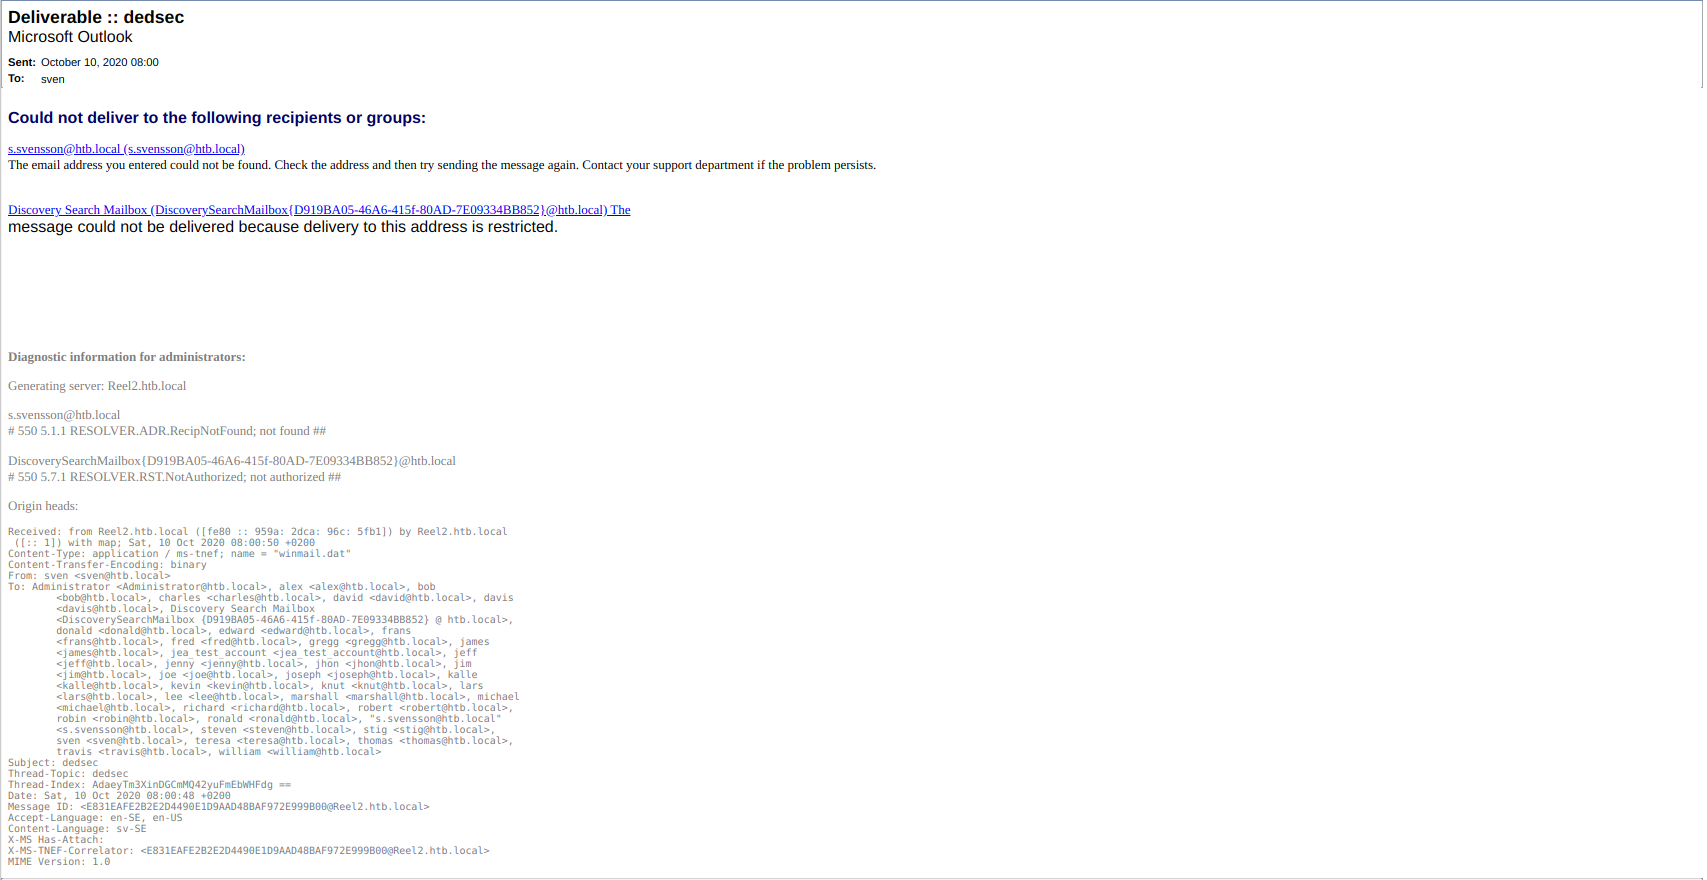 Deliverable :: dedsec
Microsoft Outlook
Sent: October 10, 2020 08:00
To: sven
Could not deliver to the following recipients or groups:
s.svensson@htb.local (s.svensson@htb.local)
The email address you entered could not be found. Check the address and then try sending the message again. Contact your support department if the problem persists.
Discovery Search Mailbox (DiscoverySearchMailbox{D919BA05-46A6-415f-80AD-7E09334BB852}@htb.local) The
message could not be delivered because delivery to this address is restricted.
Diagnostic information for administrators:
Generating server: Reel2.htb.local
s.svensson@htb.local
# 550 5.1.1 RESOLVER.ADR.RecipNotFound; not found ##
DiscoverySearchMailbox{D919BA05-46A6-415f-80AD-7E09334BB852}@htb.local
# 550 5.7.1 RESOLVER.RST.NotAuthorized; not authorized ##
Origin heads:
Received: from Reel2.htb.local ([fe80 :: 959a: 2dca: 96c: 5fb1]) by Reel2.htb.local
([:: 1]) with map; Sat, 10 Oct 2020 08:00:50 +0200
Content-Type: application / ms-tnef; name = "winmail.dat"
Content-Transfer-Encoding: binary
From: sven <sven@htb.local>
To: Administrator <Administrator@htb.local>, alex <alex@htb.local>, bob
<bob@htb.local>, charles <charles@htb.local>, david <david@htb.local>, davis
<davis@htb.local>, Discovery Search Mailbox
<DiscoverySearchMailbox {D919BA05-46A6-415f-80AD-7E09334BB852} @ htb.local>,
donald <donald@htb.local>, edward <edward@htb.local>, frans
<frans@htb.local>, fred <fred@htb.local>, gregg <gregg@htb.local>, james
<james@htb.local>, jea_test_account <jea_test_account@htb.local>, jeff
<jeff@htb.local>, jenny <jenny@htb.local>, jhon <jhon@htb.local>, jim
<jim@htb.local>, joe <joe@htb.local>, joseph <joseph@htb.local>, kalle
<kalle@htb.local>, kevin <kevin@htb.local>, knut <knut@htb.local>, lars
<lars@htb.local>, lee <lee@htb.local>, marshall <marshall@htb.local>, michael
<michael@htb.local>, richard <richard@htb.local>, robert <robert@htb.local>,
robin <robin@htb.local>, ronald <ronald@htb.local>, "s.svensson@htb.local"
<s.svensson@htb.local>, steven <steven@htb.local>, stig <stig@htb.local>,
sven <sven@htb.local>, teresa <teresa@htb.local>, thomas <thomas@htb.local>,
travis <travis@htb.local>, william <william@htb.local>
Subject: dedsec
Thread-Topic: dedsec
Thread-Index: AdaeyTm3XinDGCmMQ42yuFmEbWHFdg ==
Date: Sat, 10 Oct 2020 08:00:48 +0200
Message ID: <E831EAFE2B2E2D4490E1D9AAD48BAF972E999B00@Reel2.htb.local>
Accept-Language: en-SE, en-US
Content-Language: sv-SE
X-MS Has-Attach:
X-MS-TNEF-Correlator: <E831EAFE2B2E2D4490E1D9AAD48BAF972E999B00@Reel2.htb.local>
MIME Version: 1.0